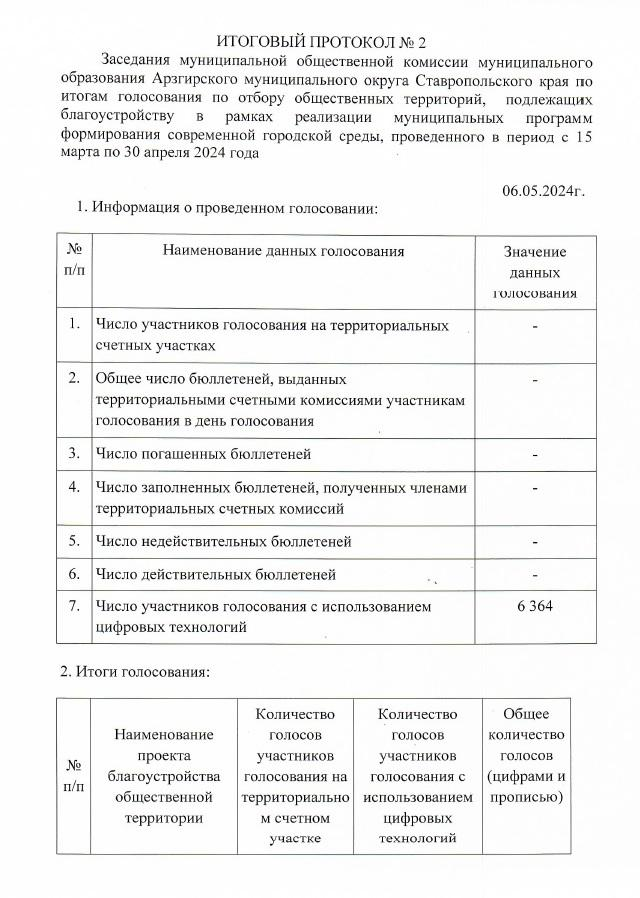 ИТОГОВЫЙ ПРОТОКОЛ № 2
Заседания муниципальной общественной комиссии муниципального
образования Арзгирского муниципального округа Ставропольского края по
итогам голосования по отбору общественных территорий, подлежащих
благоустройству в рамках реализации муниципальных программ
формирования современной городской среды, проведенного в период с 15
марта по 30 апреля 2024 года
06.05.2024г.
1. Информация о проведенном голосовании:
№
п/п
Наименование данных голосования
Значение
данных
голосования
1.
Число участников голосования на территориальных
счетных участках
-
2.
Общее число бюллетеней, выданных
территориальными счетными комиссиями участникам
голосования в день голосования
-
3.
Число погашенных бюллетеней
-
4.
Число заполненных бюллетеней, полученных членами
территориальных счетных комиссий
-
5.
Число недействительных бюллетеней
-
6.
Число действительных бюллетеней
-
7.
Число участников голосования с использованием
цифровых технологий
6 364
2. Итоги голосования:
№
п/п
Наименование
проекта
благоустройства
общественной
территории
Количество
голосов
участников
голосования на
территориально
м счетном
участке
Количество
голосов
участников
голосования с
использованием
цифровых
технологий
Общее
количество
голосов
(цифрами и
прописью)